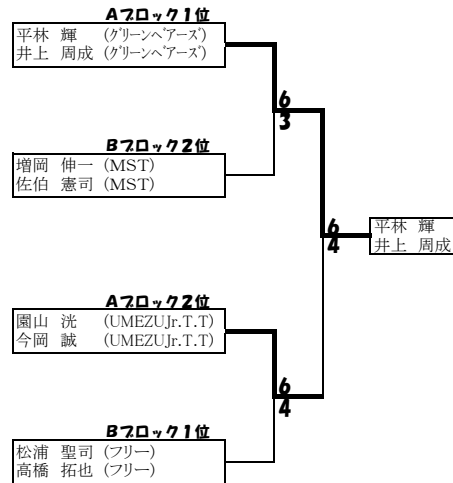 Aブロック1位
平林 輝 (グリーンベアーズ)
井上 周成 (グリーンベアーズ)
6
3
Bブロック2位
増岡 伸一 (MST)
佐伯 憲司 (MST)
6
4
平林 輝
井上 周成
Aブロック2位
園山 洸 (UMEZUJr.T.T)
今岡 誠 (UMEZUJr.T.T)
6
4
Bブロック1位
松浦 聖司 (フリー)
高橋 拓也 (フリー)